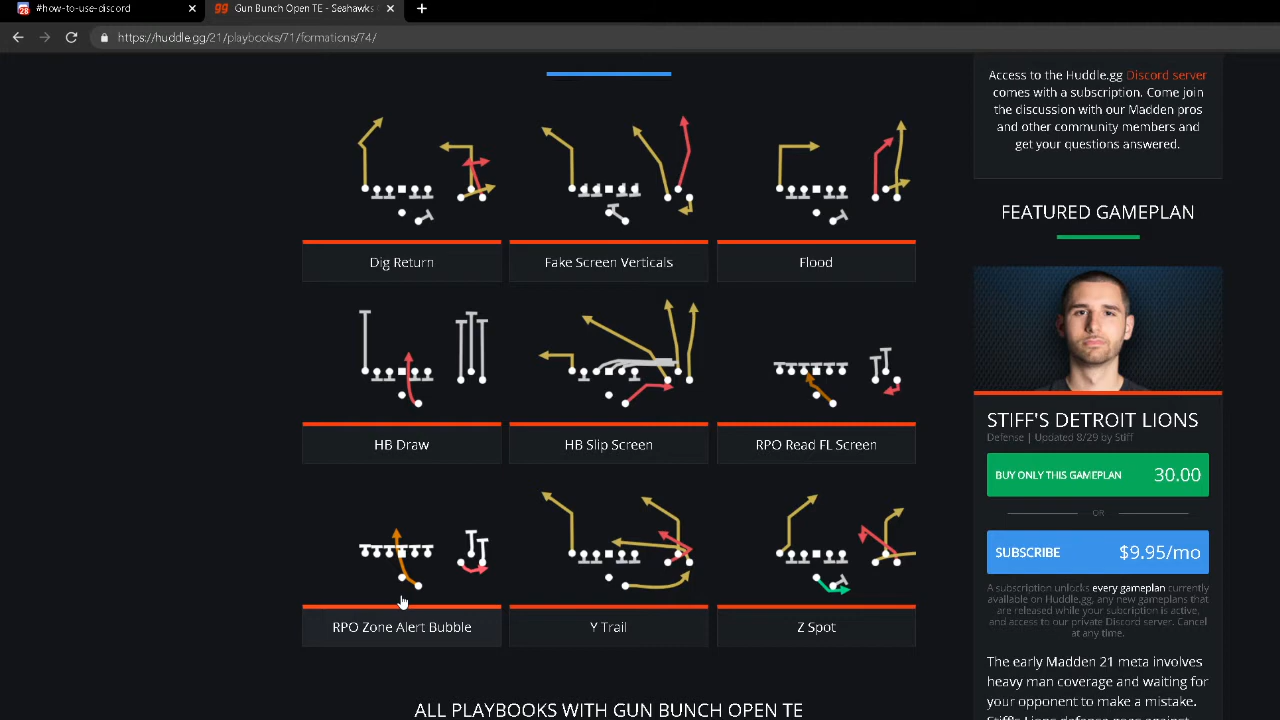 28
#how-to-use-discord
gg
Gun Bunch Open TE - Seahawks
https://huddle.gg/21/playbooks/71/formations/74/
Dig Return
Fake Screen Verticals
Flood
HB Draw
HB Slip Screen
RPO Read FL Screen
RPO Zone Alert Bubble
Y Trail
Z Spot
ALL PLAYBOOKS WITH GUN BUNCH OPEN TE
Access to the Huddle.gg Discord server
comes with a subscription. Come join
the discussion with our Madden pros
and other community members and
get your questions answered.
FEATURED GAMEPLAN
STIFF'S DETROIT LIONS
Defense | Updated 8/29 by Stiff
BUY ONLY THIS GAMEPLAN 30.00
OR
SUBSCRIBE $9.95/mo
A subscription unlocks every gameplan currently
available on Huddle.gg, any new gameplans that
are released while your subcription is active,
and access to our private Discord server. Cancel
at any time.
The early Madden 21 meta involves
heavy man coverage and waiting for
your opponent to make a mistake.